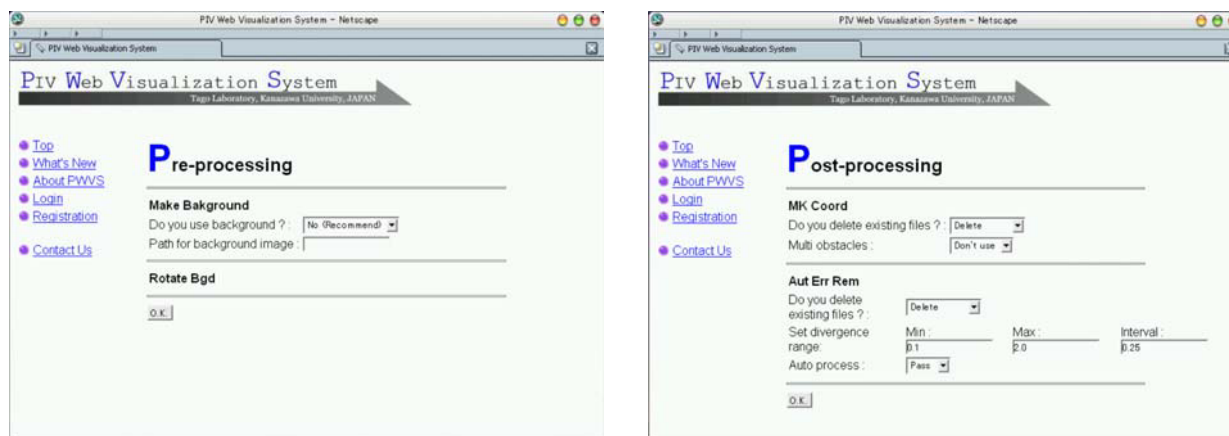 PIV Web Visualization System - Netscape
PIV Web Visualization System
PIV Web Visualization System
Tago Laboratory, Kanazawa University, JAPAN
Top
What's New
About PWVS
Login
Registration
Contact Us
Pre-processing
Make Bakground
Do you use background ? : No (Recommend)
Path for background image :
Rotate Bgd
O.K.
PIV Web Visualization System - Netscape
PIV Web Visualization System
PIV Web Visualization System
Tago Laboratory, Kanazawa University, JAPAN
Top
What's New
About PWVS
Login
Registration
Contact Us
Post-processing
MK Coord
Do you delete existing files ? : Delete
Multi obstacles : Don't use
Aut Err Rem
Do you delete
existing files ? : Delete
Set divergence Min : Max : Interval :
range: 0.1 2.0 0.25
Auto process : Pass
O.K.